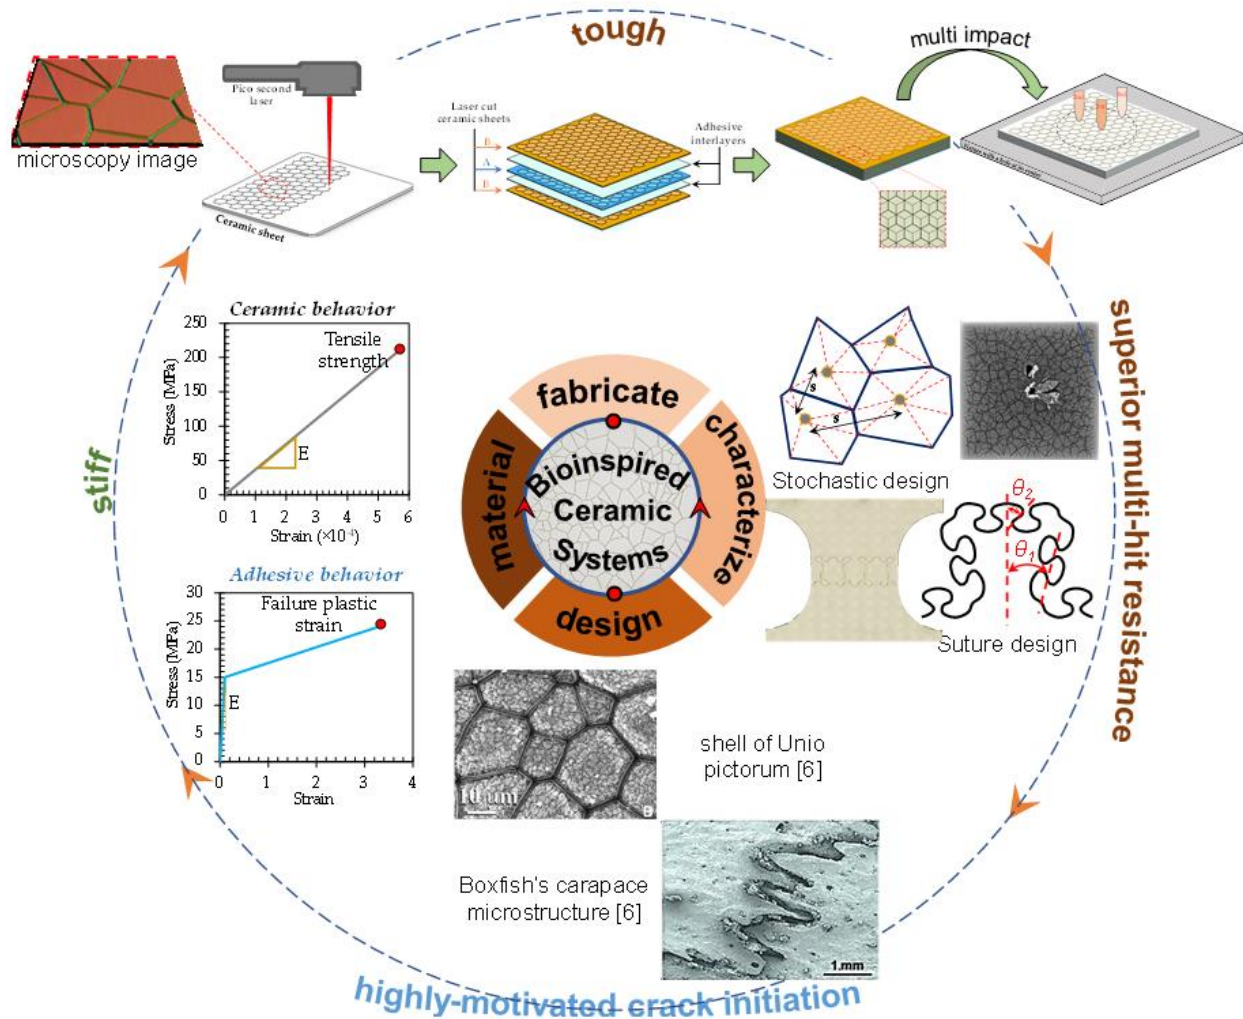 tough
multi impact
Pico second
laser
Laser cut
ceramic sheets
B
A
B
Adhesive
interlayers
microscopy image
Ceramic sheet
stiff
Ceramic behavior
Stress (MPa)
250
200
150
100
50
0
Tensile
strength
E
0 1 2 3 4 5 6
Strain (×10⁻⁴)
Adhesive behavior
Stress (MPa)
30
25
20
15
10
5
0
Failure plastic
strain
E
0 1 2 3 4
Strain
fabricate
characterize
design
material
Bioinspired
Ceramic
Systems
s
s
Stochastic design
θ2
θ1
Suture design
superior multi-hit resistance
10 µm
shell of Unio
pictorum [6]
Boxfish's carapace
microstructure [6]
1 mm
highly-motivated crack initiation